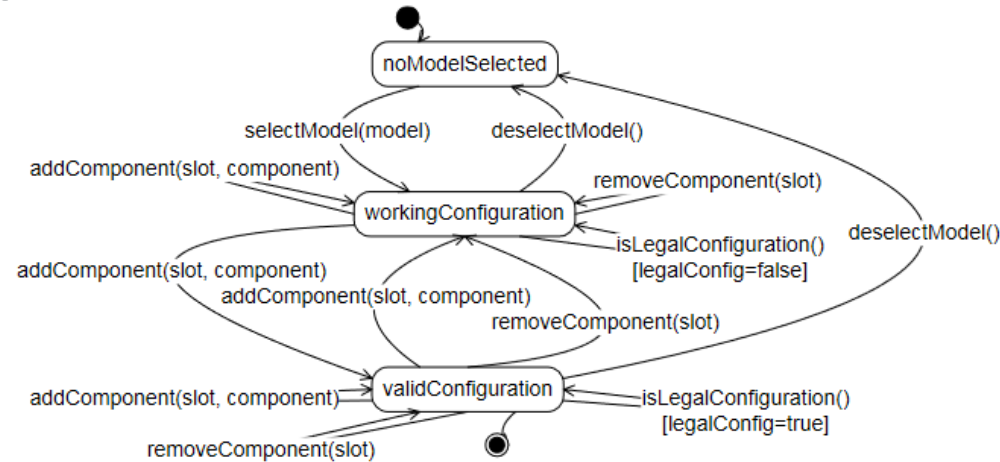 noModelSelected
selectModel(model)
deselectModel()
addComponent(slot, component)
removeComponent(slot)
workingConfiguration
deselectModel()
isLegalConfiguration()
[legalConfig=false]
addComponent(slot, component)
addComponent(slot, component)
removeComponent(slot)
validConfiguration
addComponent(slot, component)
isLegalConfiguration()
[legalConfig=true]
removeComponent(slot)